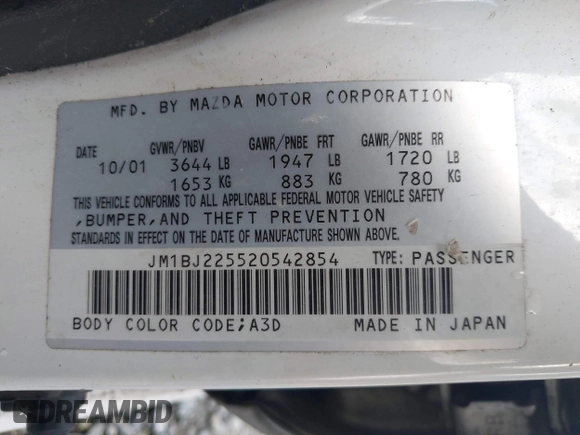 MFD. BY MAZDA MOTOR CORPORATION
DATE GVWR/PNBV GAWR/PNBE FRT GAWR/PNBE RR
10/01 3644 LB 1947 LB 1720 LB
1653 KG 883 KG 780 KG
THIS VEHICLE CONFORMS TO ALL APPLICABLE FEDERAL MOTOR VEHICLE SAFETY
,BUMPER,AND THEFT PREVENTION
STANDARDS IN EFFECT ON THE DATE OF MANUFACTURE SHOWN ABOVE.
JM1BJ225520542854 TYPE: PASSENGER
BODY COLOR CODE;A3D MADE IN JAPAN
DREAMBID